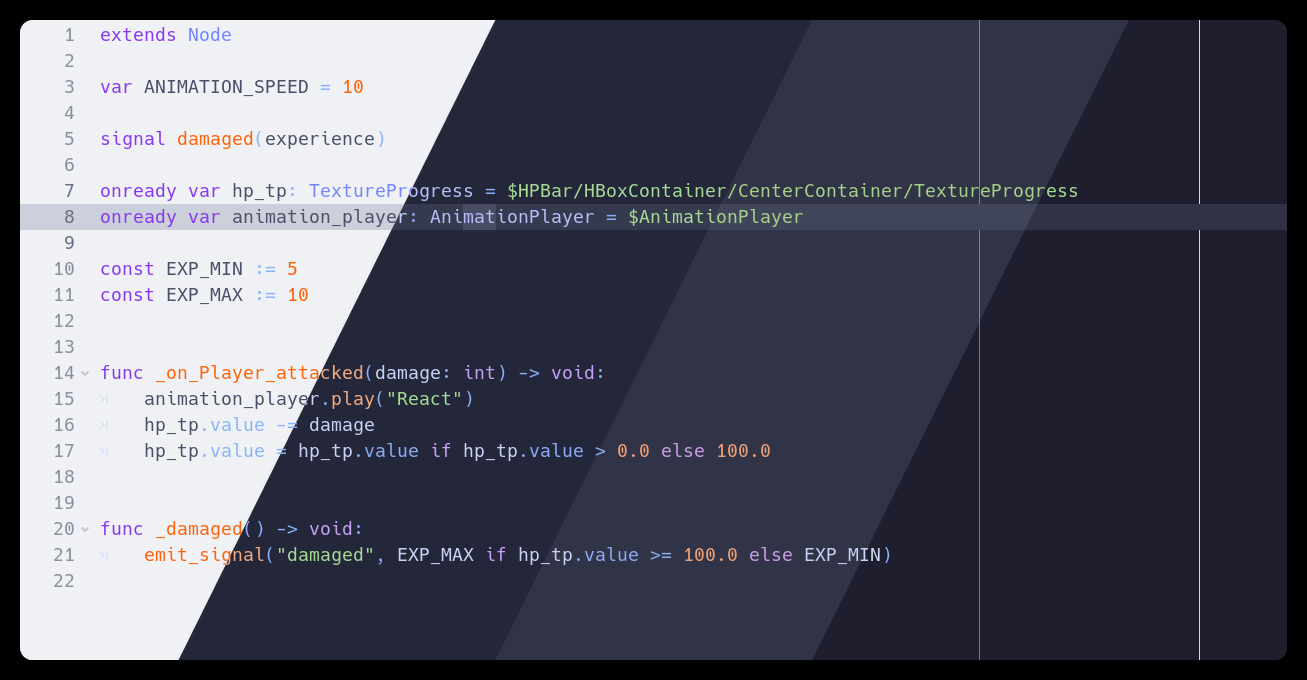 1 extends Node
2
3 var ANIMATION_SPEED = 10
4
5 signal damaged(experience)
6
7 onready var hp_tp: TextureProgress = $HPBar/HBoxContainer/CenterContainer/TextureProgress
8 onready var animation_player: AnimationPlayer = $AnimationPlayer
9
10 const EXP_MIN := 5
11 const EXP_MAX := 10
12
13
14 func _on_Player_attacked(damage: int) -> void:
15 animation_player.play("React")
16 hp_tp.value -= damage
17 hp_tp.value = hp_tp.value if hp_tp.value > 0.0 else 100.0
18
19
20 func _damaged() -> void:
21 emit_signal("damaged", EXP_MAX if hp_tp.value >= 100.0 else EXP_MIN)
22